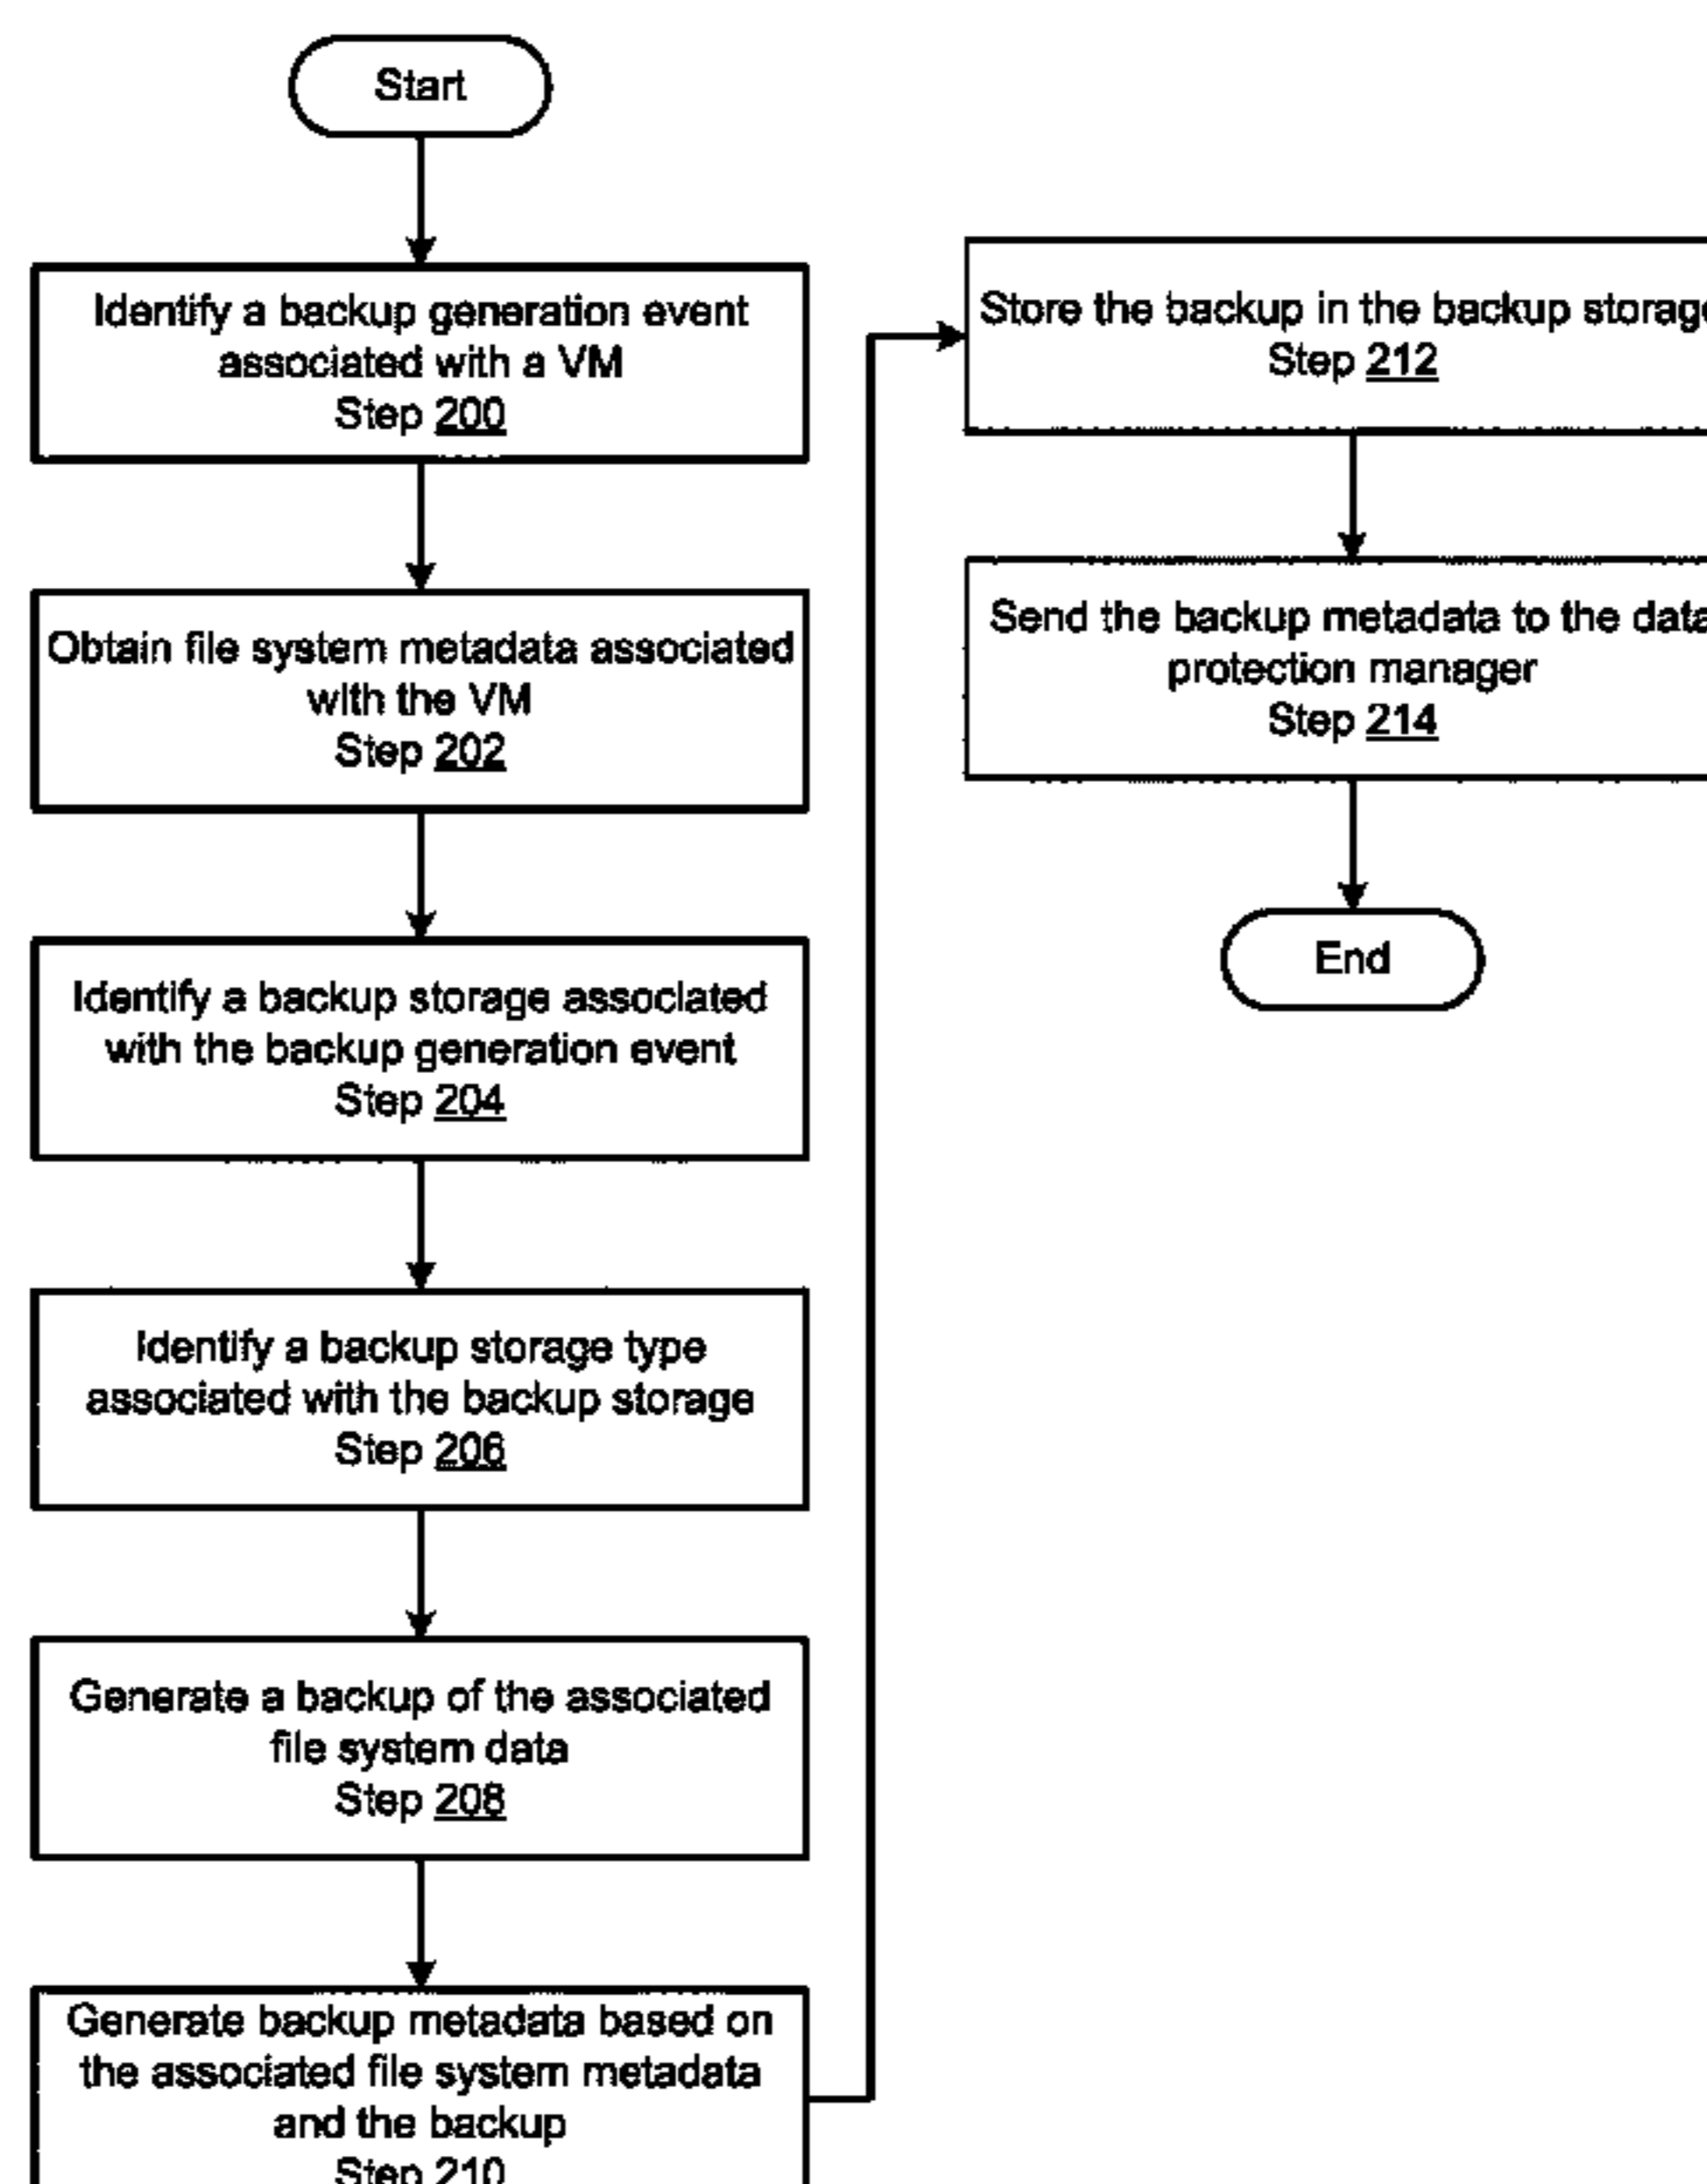 Start
Identify a backup generation event
associated with a VM
Step 200
Obtain file system metadata associated
with the VM
Step 202
Identify a backup storage associated
with the backup generation event
Step 204
Identify a backup storage type
associated with the backup storage
Step 206
Generate a backup of the associated
file system data
Step 208
Generate backup metadata based on
the associated file system metadata
and the backup
Step 210
Store the backup in the backup storage
Step 212
Send the backup metadata to the data
protection manager
Step 214
End